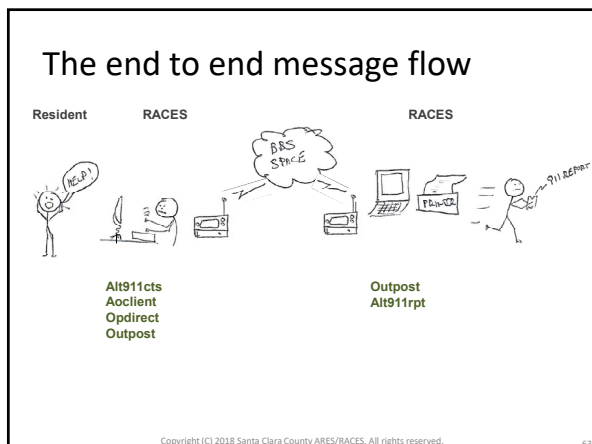 The end to end message flow
Resident
RACES
RACES
HELP!
BBS
SPACE
PRINTER
911 REPORT
Alt911cts
Aoclient
Opdirect
Outpost
Outpost
Alt911rpt
Copyright (C) 2018 Santa Clara County ARES/RACES. All rights reserved.
63